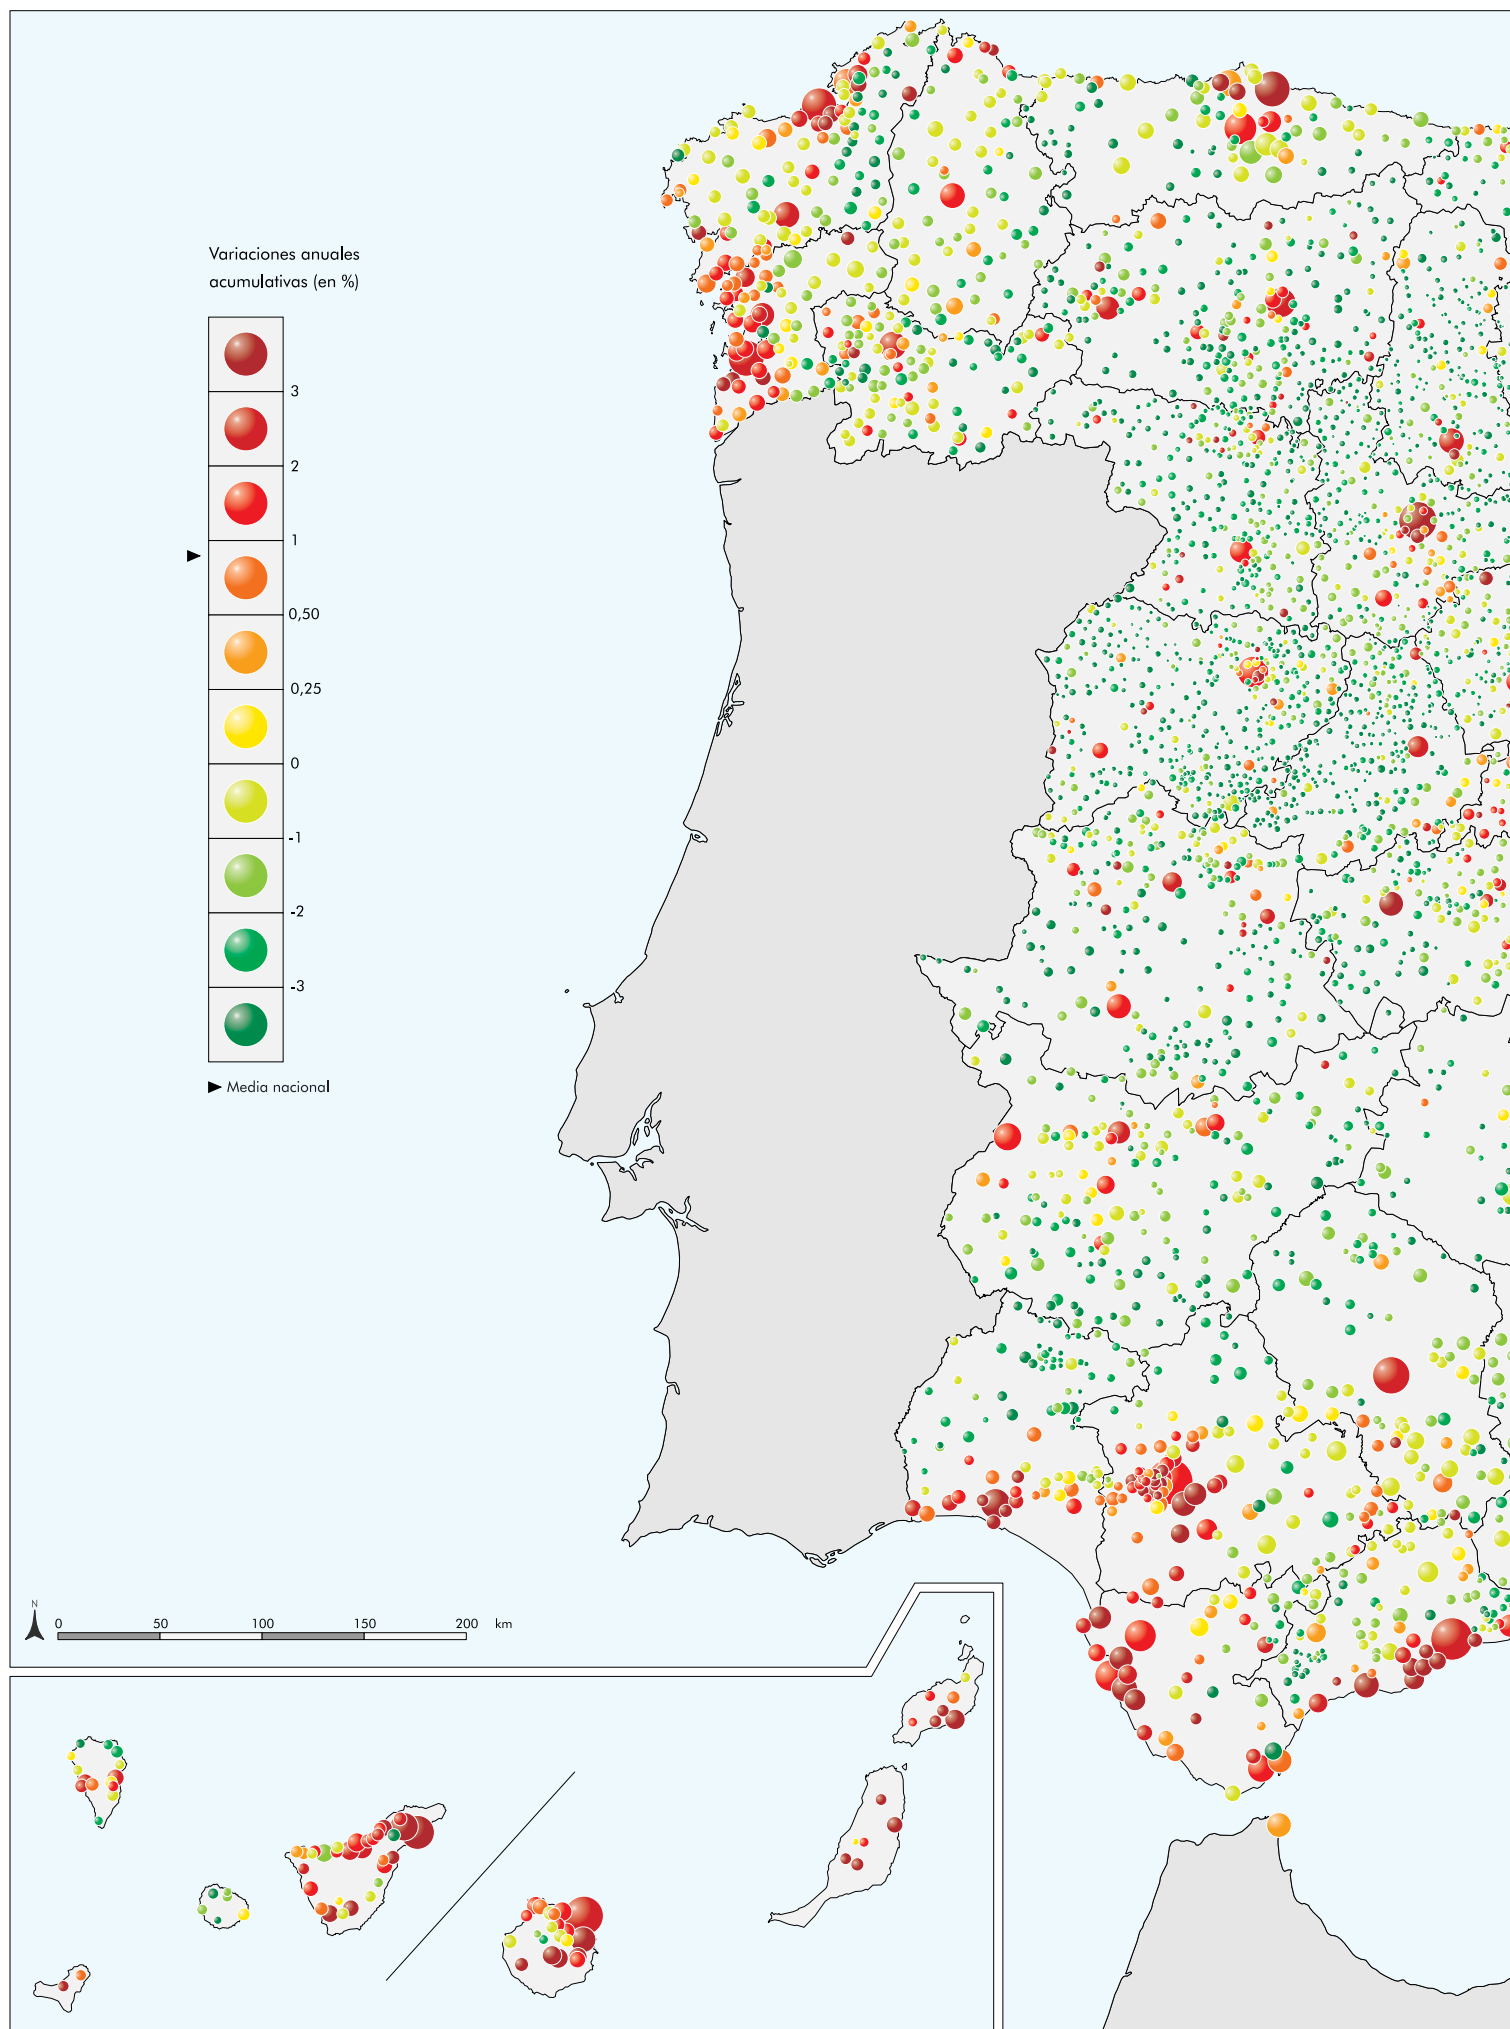 Variaciones anuales
acumulativas (en %)
3
2
1
0,50
0,25
0
-1
-2
-3
Media nacional
N
0 50 100 150 200 km